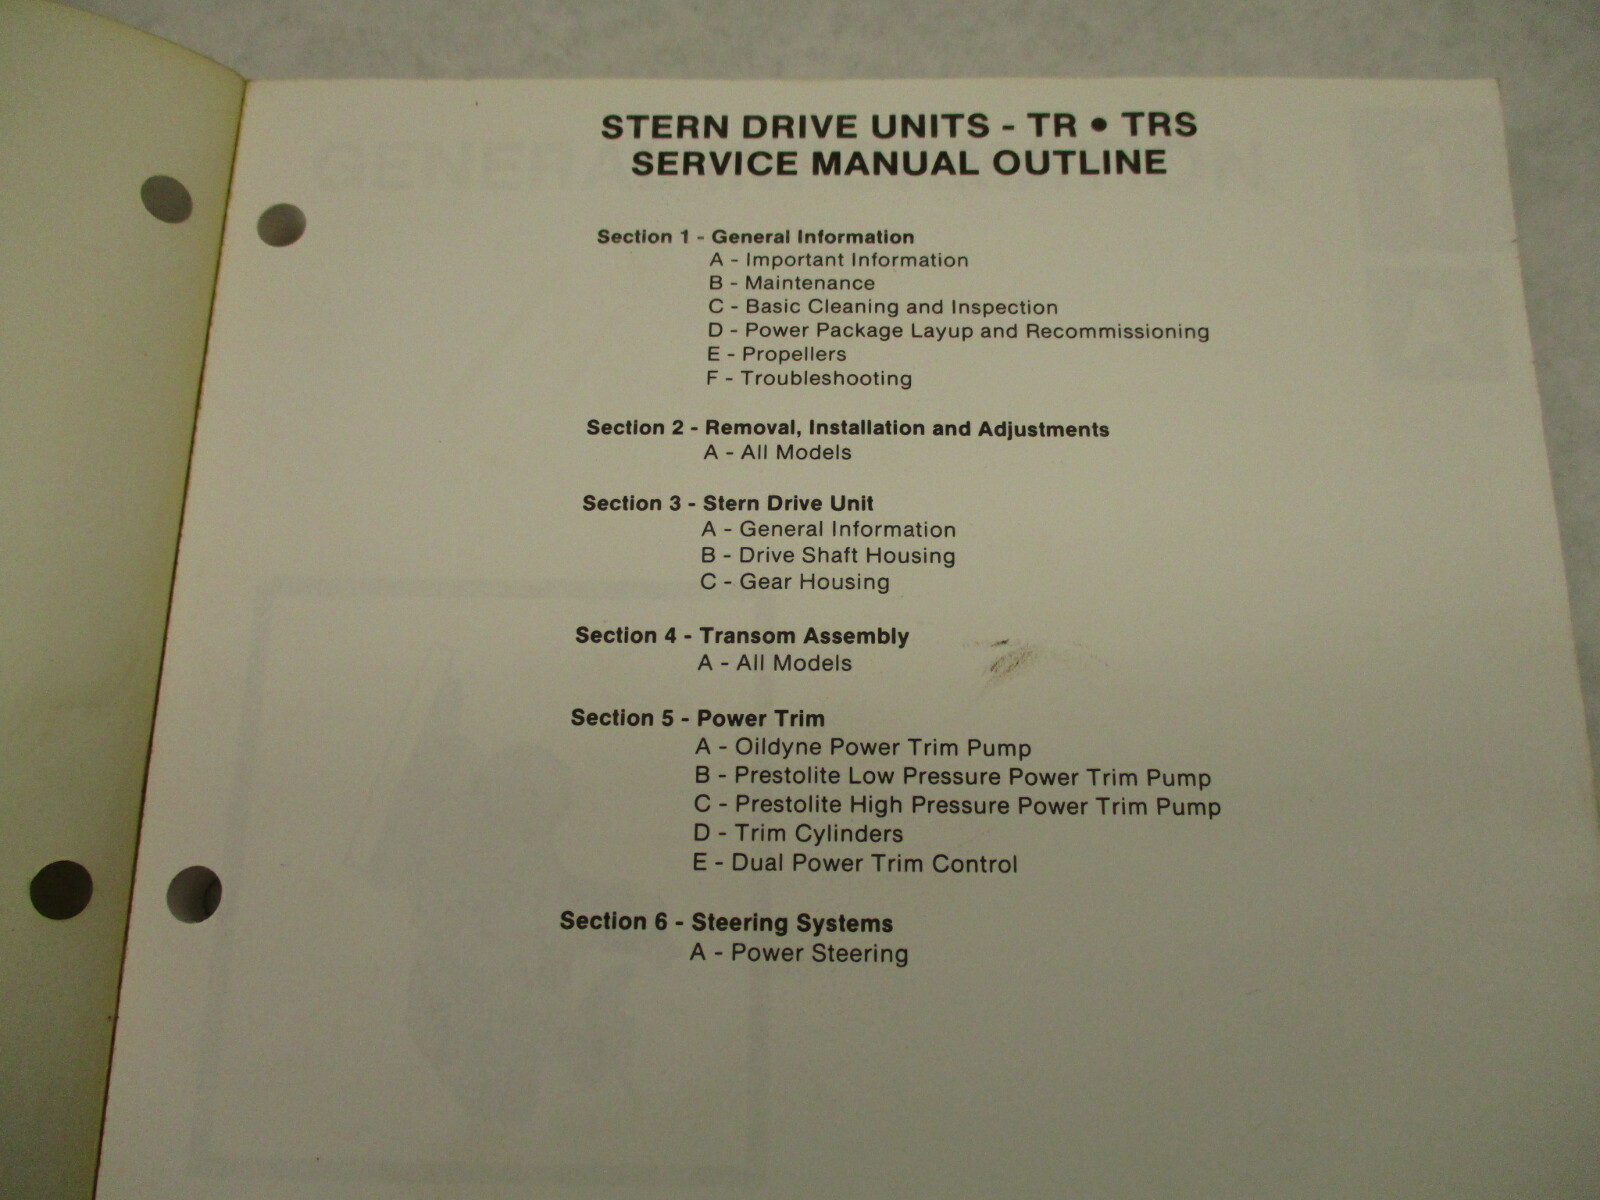 STERN DRIVE UNITS - TR • TRS
SERVICE MANUAL OUTLINE
Section 1 - General Information
A - Important Information
B - Maintenance
C - Basic Cleaning and Inspection
D - Power Package Layup and Recommissioning
E - Propellers
F - Troubleshooting
Section 2 - Removal, Installation and Adjustments
A - All Models
Section 3 - Stern Drive Unit
A - General Information
B - Drive Shaft Housing
C - Gear Housing
Section 4 - Transom Assembly
A - All Models
Section 5 - Power Trim
A - Oildyne Power Trim Pump
B - Prestolite Low Pressure Power Trim Pump
C - Prestolite High Pressure Power Trim Pump
D - Trim Cylinders
E - Dual Power Trim Control
Section 6 - Steering Systems
A - Power Steering